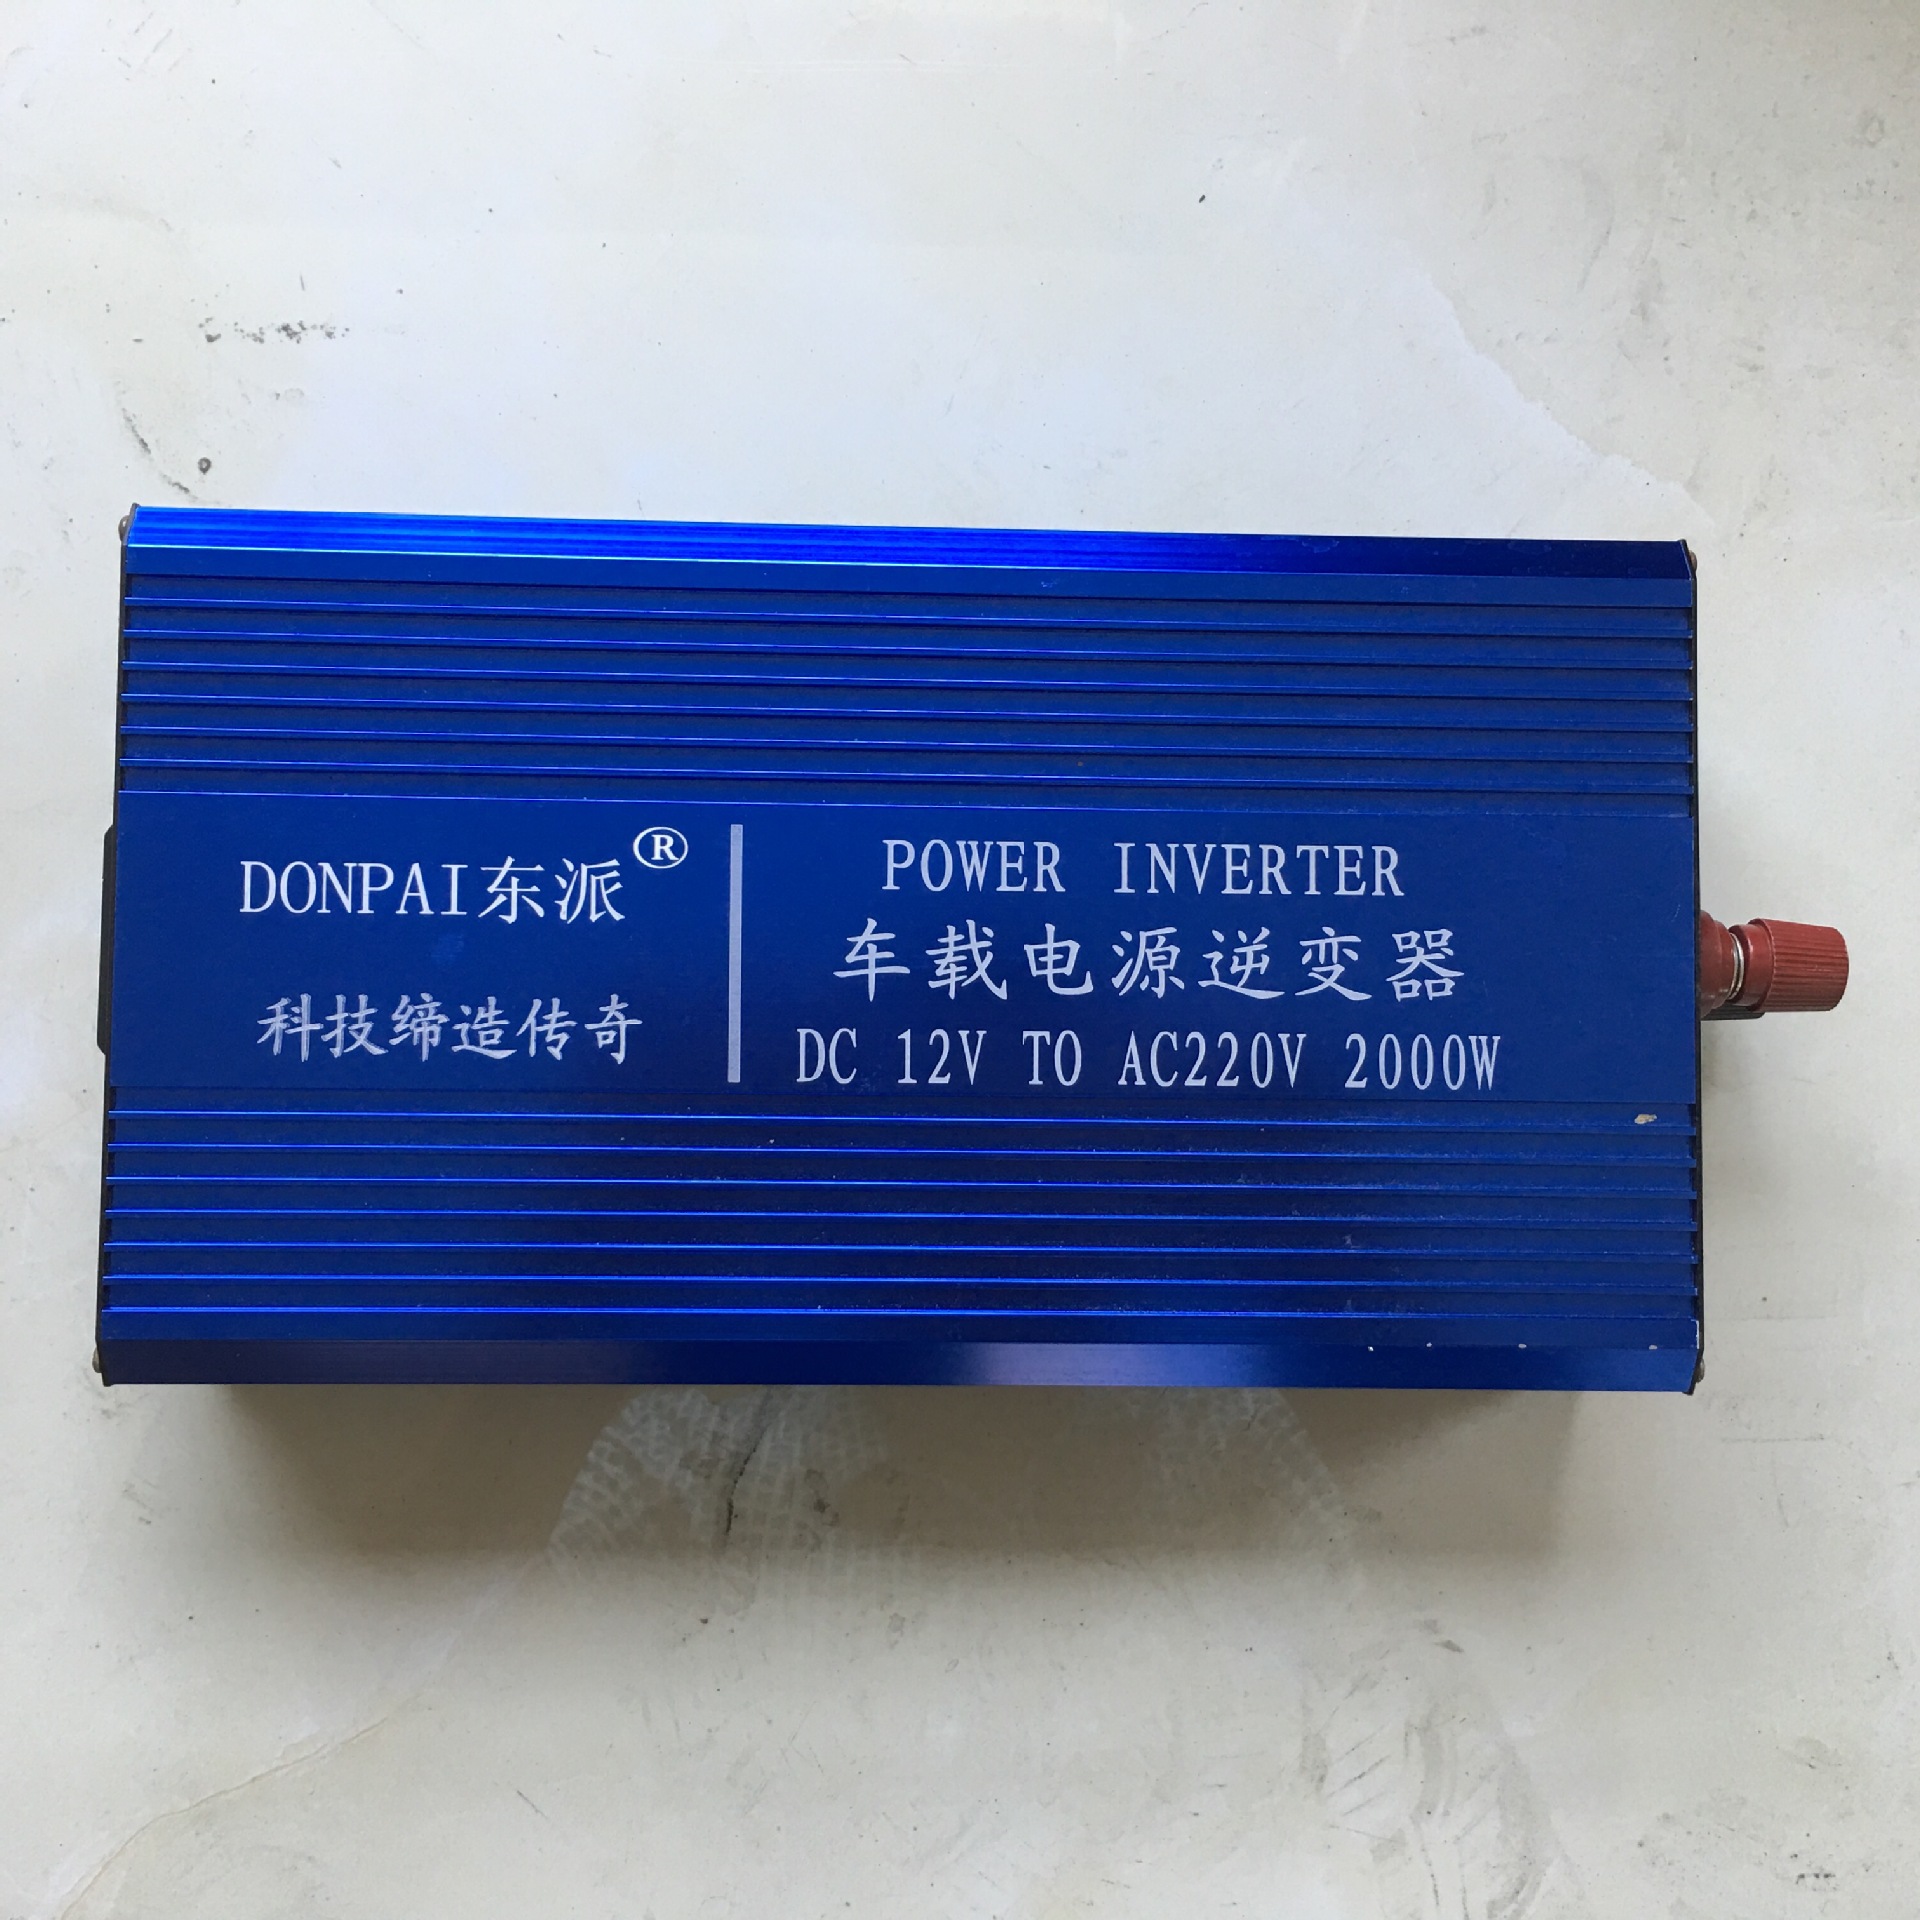 DONPAI东派®
科技缔造传奇
POWER INVERTER
车载电源逆变器
DC 12V TO AC220V 2000W